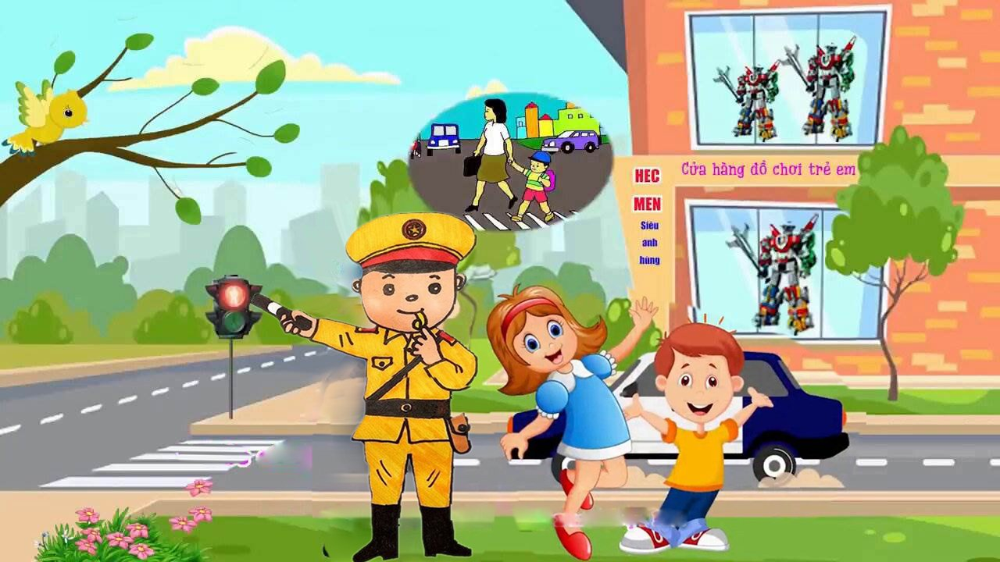 HEC
MEN
Siêu
anh
hùng
Cửa hàng đồ chơi trẻ em